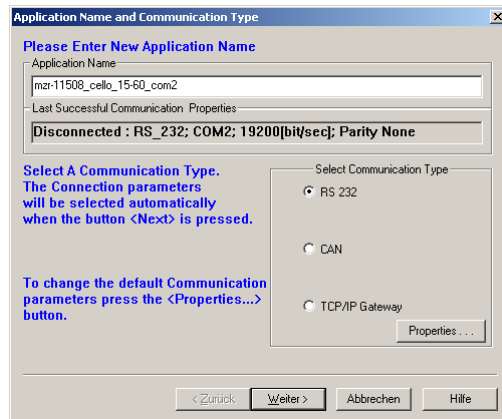 Application Name and Communication Type
Please Enter New Application Name
Application Name
mzr-11508_cello_15-60_com2
Last Successful Communication Properties
Disconnected : RS_232; COM2; 19200[bit/sec]; Parity None
Select A Communication Type.
The Connection parameters
will be selected automatically
when the button <Next> is pressed.
To change the default Communication
parameters press the <Properties...>
button.
Select Communication Type
RS 232
CAN
TCP/IP Gateway
Properties . . .
< Zurück
Weiter >
Abbrechen
Hilfe